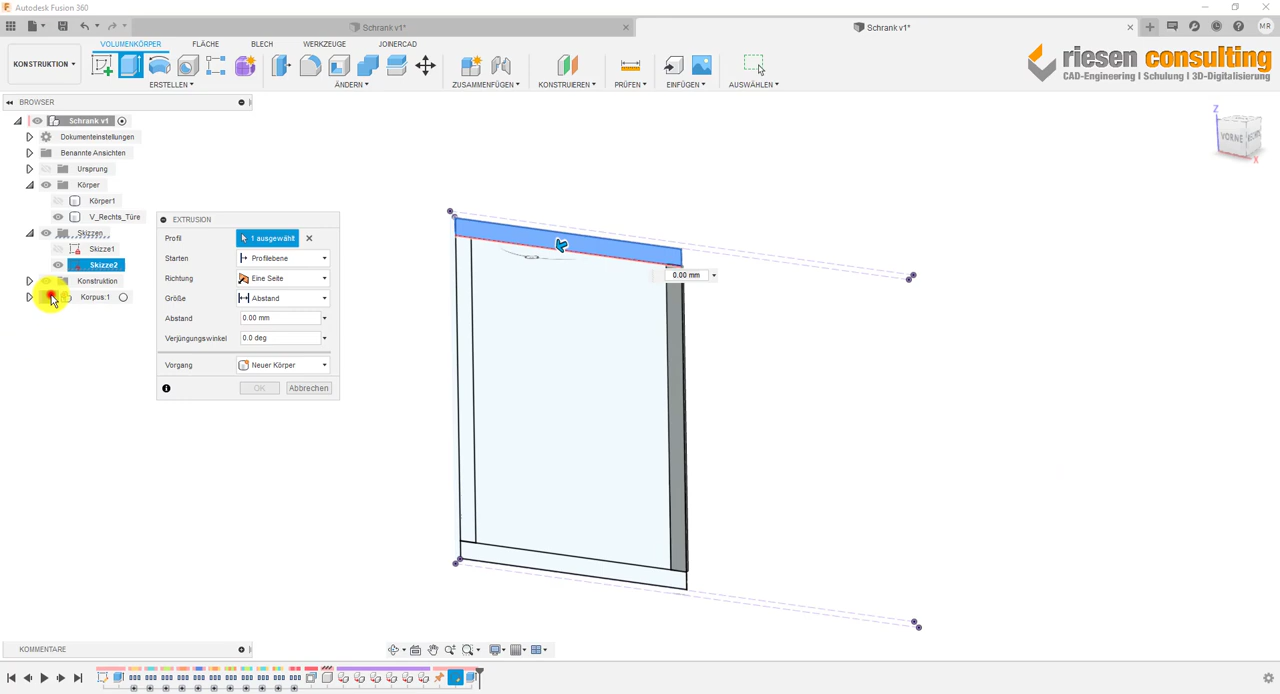 Autodesk Fusion 360
Schrank v1*
Schrank v1*
MR
KONSTRUKTION
VOLUMENKÖRPER
FLÄCHE
BLECH
WERKZEUGE
JOINERCAD
ERSTELLEN
ÄNDERN
ZUSAMMENFÜGEN
KONSTRUIEREN
PRÜFEN
EINFÜGEN
AUSWÄHLEN
riesen consulting
CAD-Engineering | Schulung | 3D-Digitalisierung
BROWSER
Schrank v1
Dokumenteinstellungen
Benannte Ansichten
Ursprung
Körper
Körper1
V_Rechts_Türe
Skizzen
Skizze1
Skizze2
Konstruktion
Korpus:1
EXTRUSION
Profil 1 ausgewählt
Starten Profilebene
Richtung Eine Seite
Größe Abstand
Abstand 0.00 mm
Verjüngungswinkel 0.0 deg
Vorgang Neuer Körper
OK Abbrechen
0.00 mm
Z
VORNE
X
KOMMENTARE